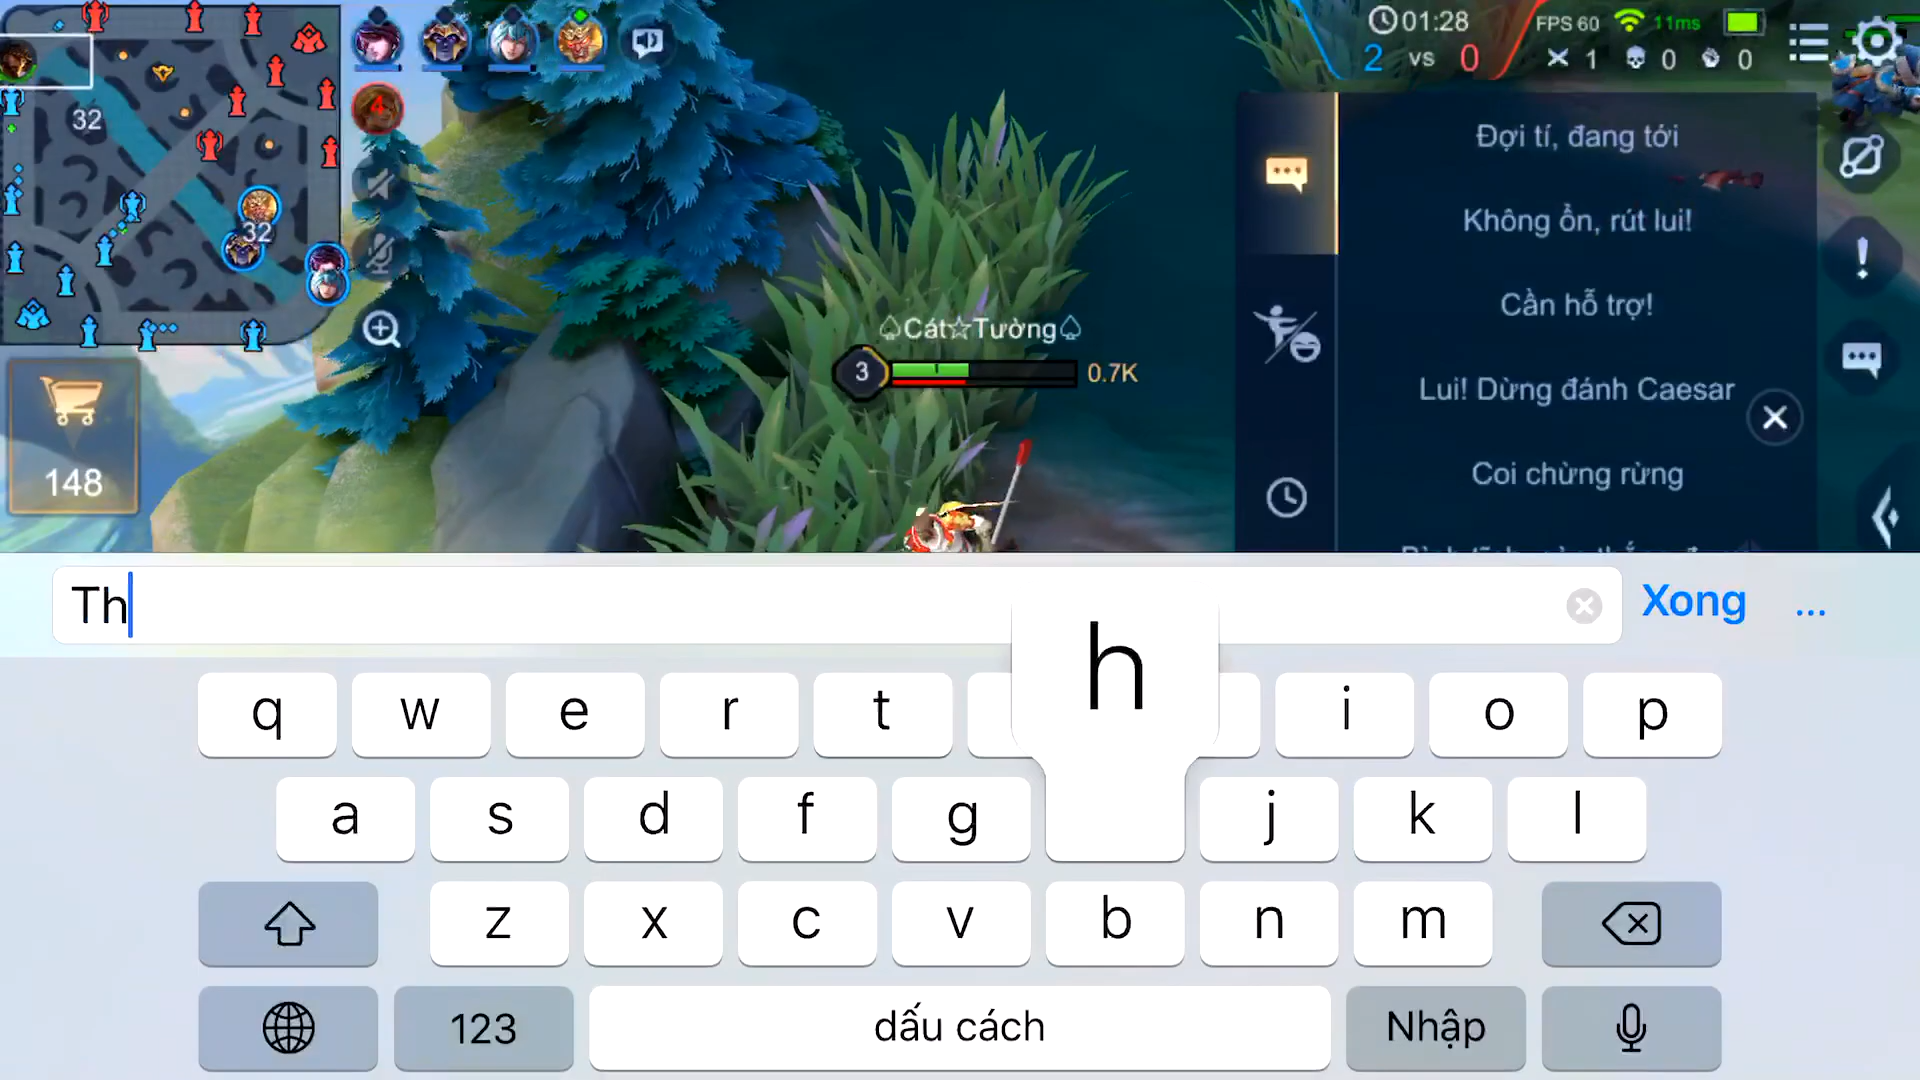 01:28
FPS 60
11ms
2 vs 0
1
0
0
4
32
32
148
♤Cát☆Tường♤
3
0.7K
Đợi tí, đang tới
Không ổn, rút lui!
Cần hỗ trợ!
Lui! Dừng đánh Caesar
Coi chừng rừng
Th
Xong
...
h
q w e r t i o p
a s d f g j k l
z x c v b n m
123
dấu cách
Nhập